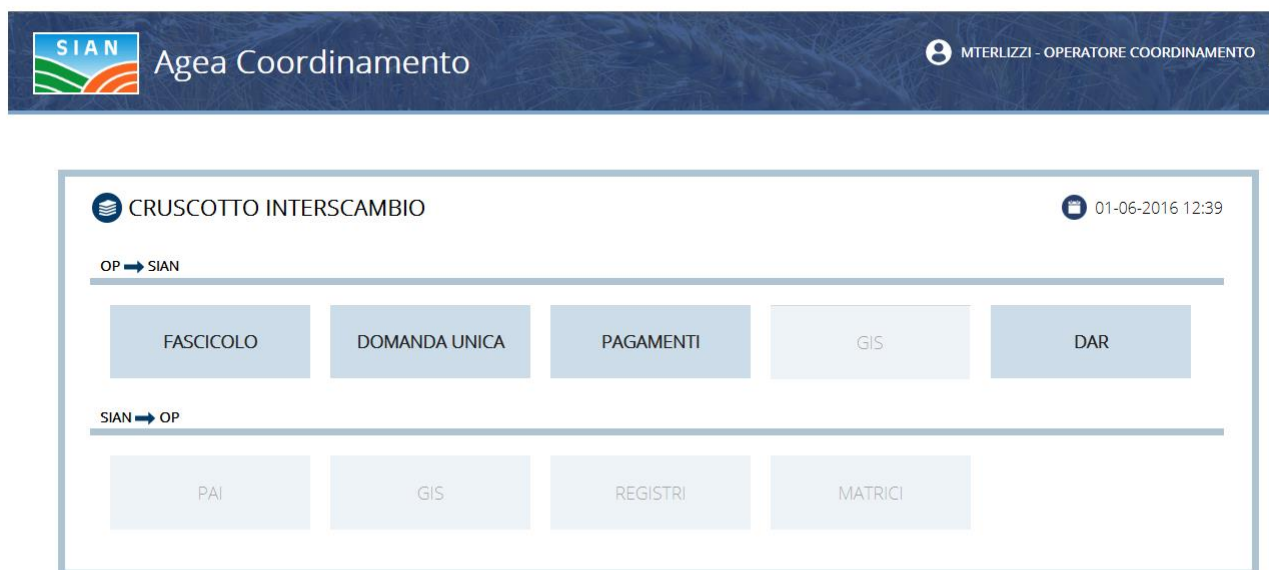 SIAN
Agea Coordinamento
MTERLIZZI - OPERATORE COORDINAMENTO
CRUSCOTTO INTERSCAMBIO
01-06-2016 12:39
OP ➡ SIAN
FASCICOLO DOMANDA UNICA PAGAMENTI GIS DAR
SIAN ➡ OP
PAI GIS REGISTRI MATRICI